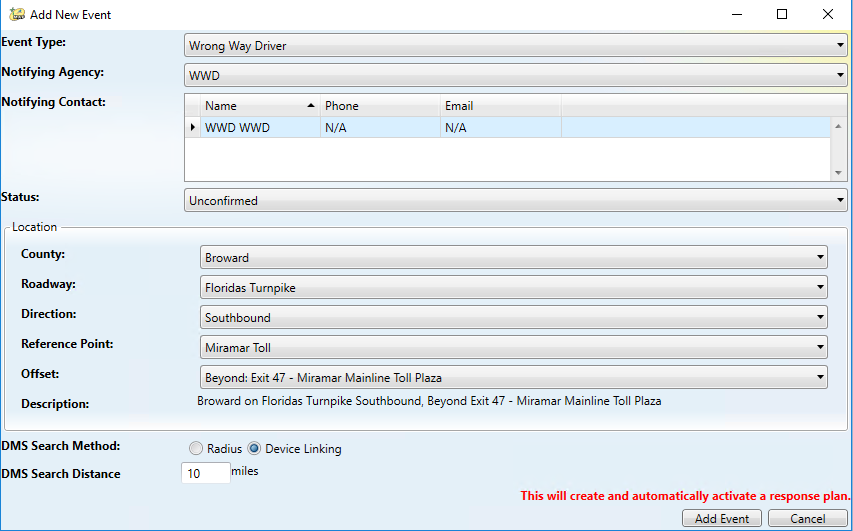 Add New Event
Event Type: Wrong Way Driver
Notifying Agency: WWD
Notifying Contact:
Name Phone Email
WWD WWD N/A N/A
Status: Unconfirmed
Location
County: Broward
Roadway: Floridas Turnpike
Direction: Southbound
Reference Point: Miramar Toll
Offset: Beyond: Exit 47 - Miramar Mainline Toll Plaza
Description: Broward on Floridas Turnpike Southbound, Beyond Exit 47 - Miramar Mainline Toll Plaza
DMS Search Method: Radius Device Linking
DMS Search Distance 10 miles
This will create and automatically activate a response plan.
Add Event Cancel